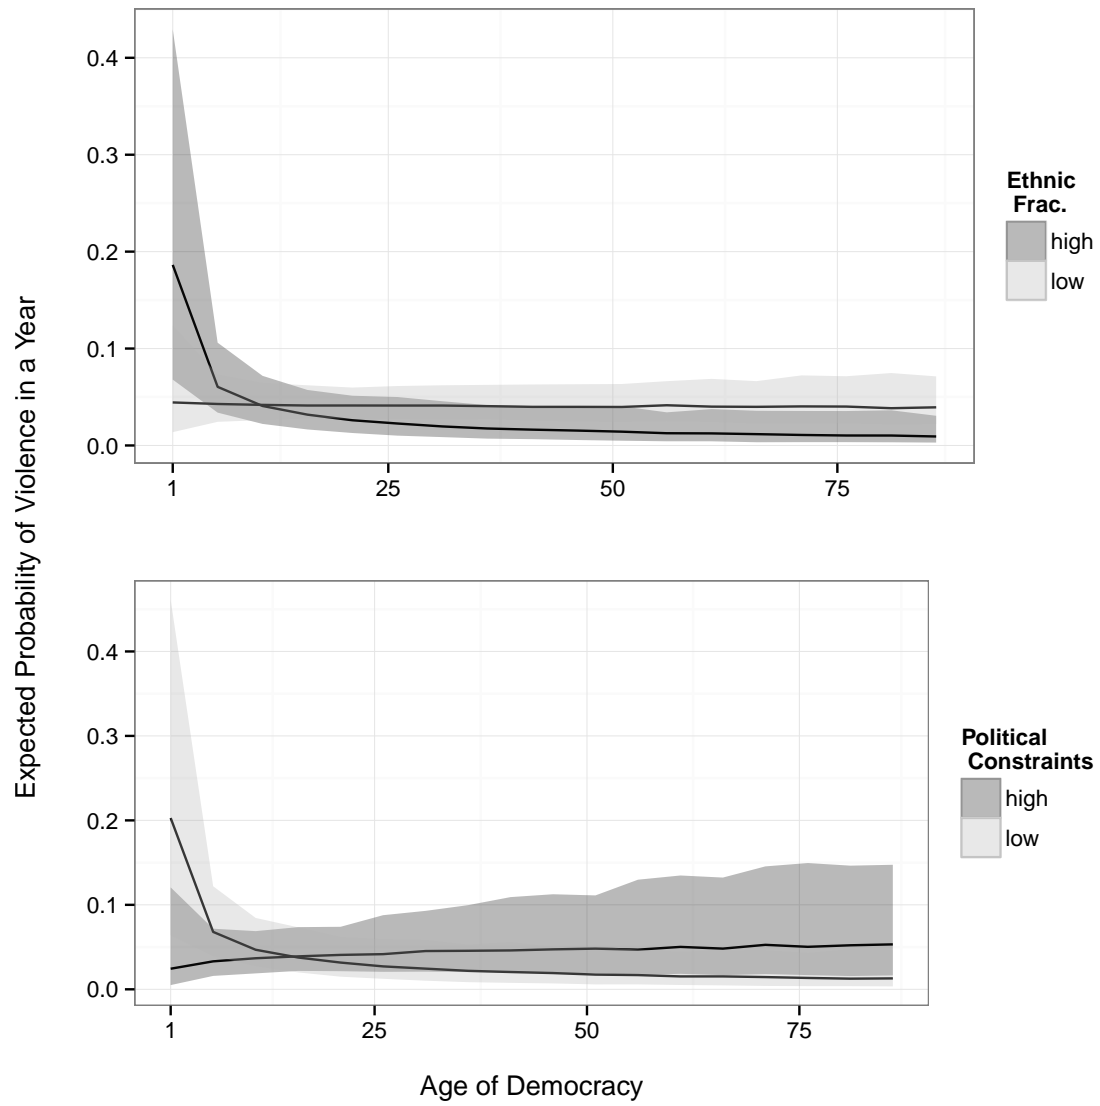 0.4
0.3
0.2
0.1
0.0
1 25 50 75
Ethnic
Frac.
high
low
Expected Probability of Violence in a Year
0.4
0.3
0.2
0.1
0.0
1 25 50 75
Political
Constraints
high
low
Age of Democracy